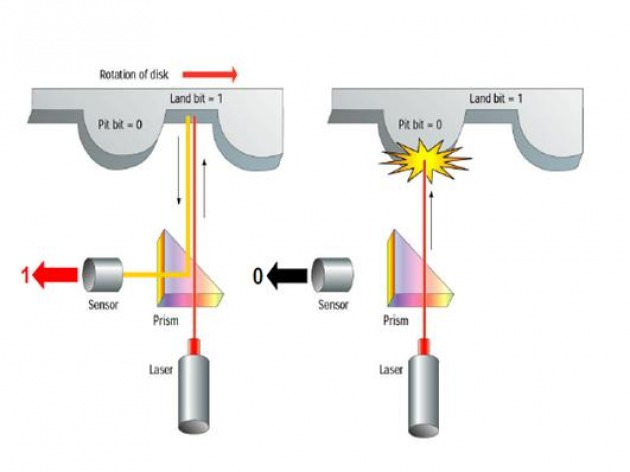 Rotation of disk
Land bit = 1
Pit bit = 0
1
Sensor
Prism
Laser
Land bit = 1
Pit bit = 0
0
Sensor
Prism
Laser